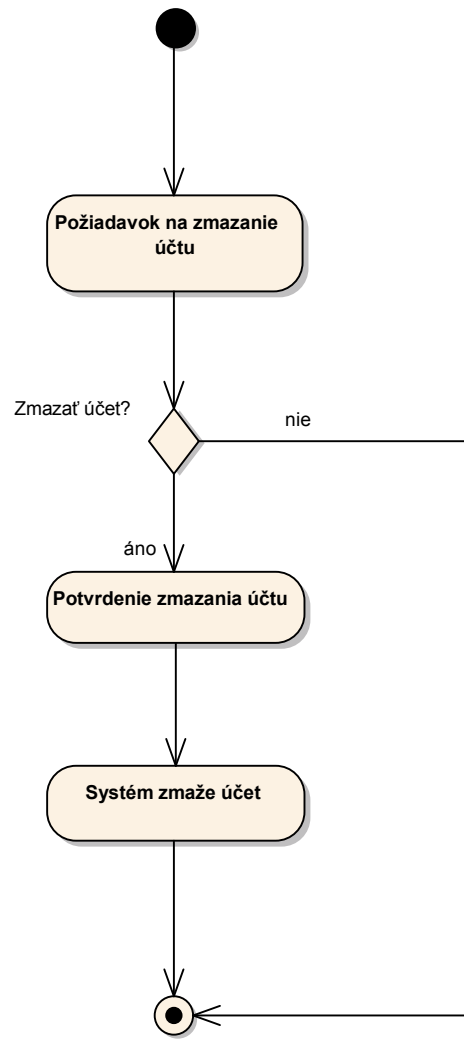 Požiadavok na zmazanie
účtu
Zmazať účet?
nie
áno
Potvrdenie zmazania účtu
Systém zmaže účet